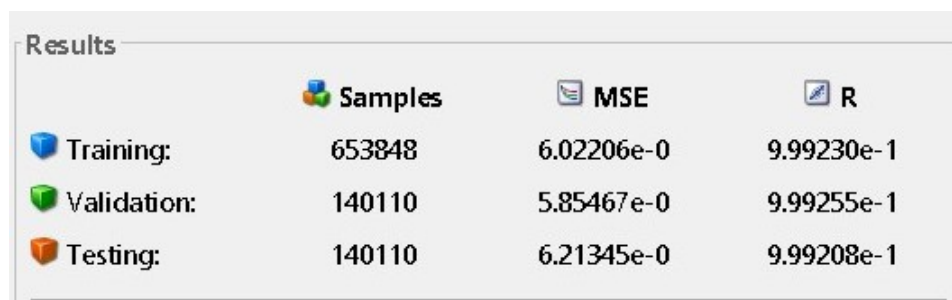 Results
Samples MSE R
Training: 653848 6.02206e-0 9.99230e-1
Validation: 140110 5.85467e-0 9.99255e-1
Testing: 140110 6.21345e-0 9.99208e-1